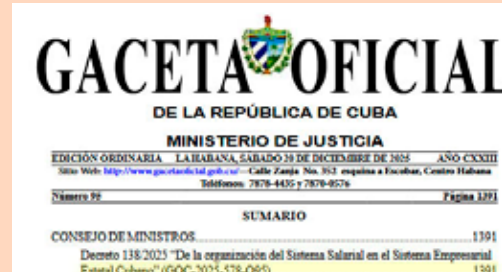 GACETA OFICIAL
DE LA REPÚBLICA DE CUBA
MINISTERIO DE JUSTICIA
EDICIÓN ORDINARIA LA HABANA, SÁBADO 20 DE DICIEMBRE DE 2025 AÑO CXXIII
Sitio Web: http://www.gacetaoficial.gob.cu/—Calle Zanja No. 352 esquina a Escobar, Centro Habana
Teléfonos: 7878-4435 y 7870-0576
Número 95 Página 1391
SUMARIO
CONSEJO DE MINISTROS 1391
Decreto 138/2025 "De la organización del Sistema Salarial en el Sistema Empresarial
Estatal Cubano" (GOC-2025-578-O95) 1391